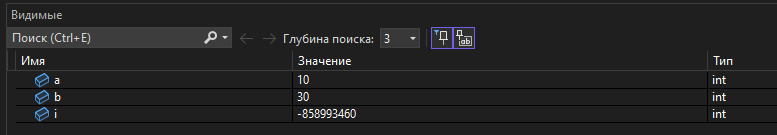 Видимые
Поиск (Ctrl+E) Глубина поиска: 3
Имя Значение Тип
a 10 int
b 30 int
i -858993460 int